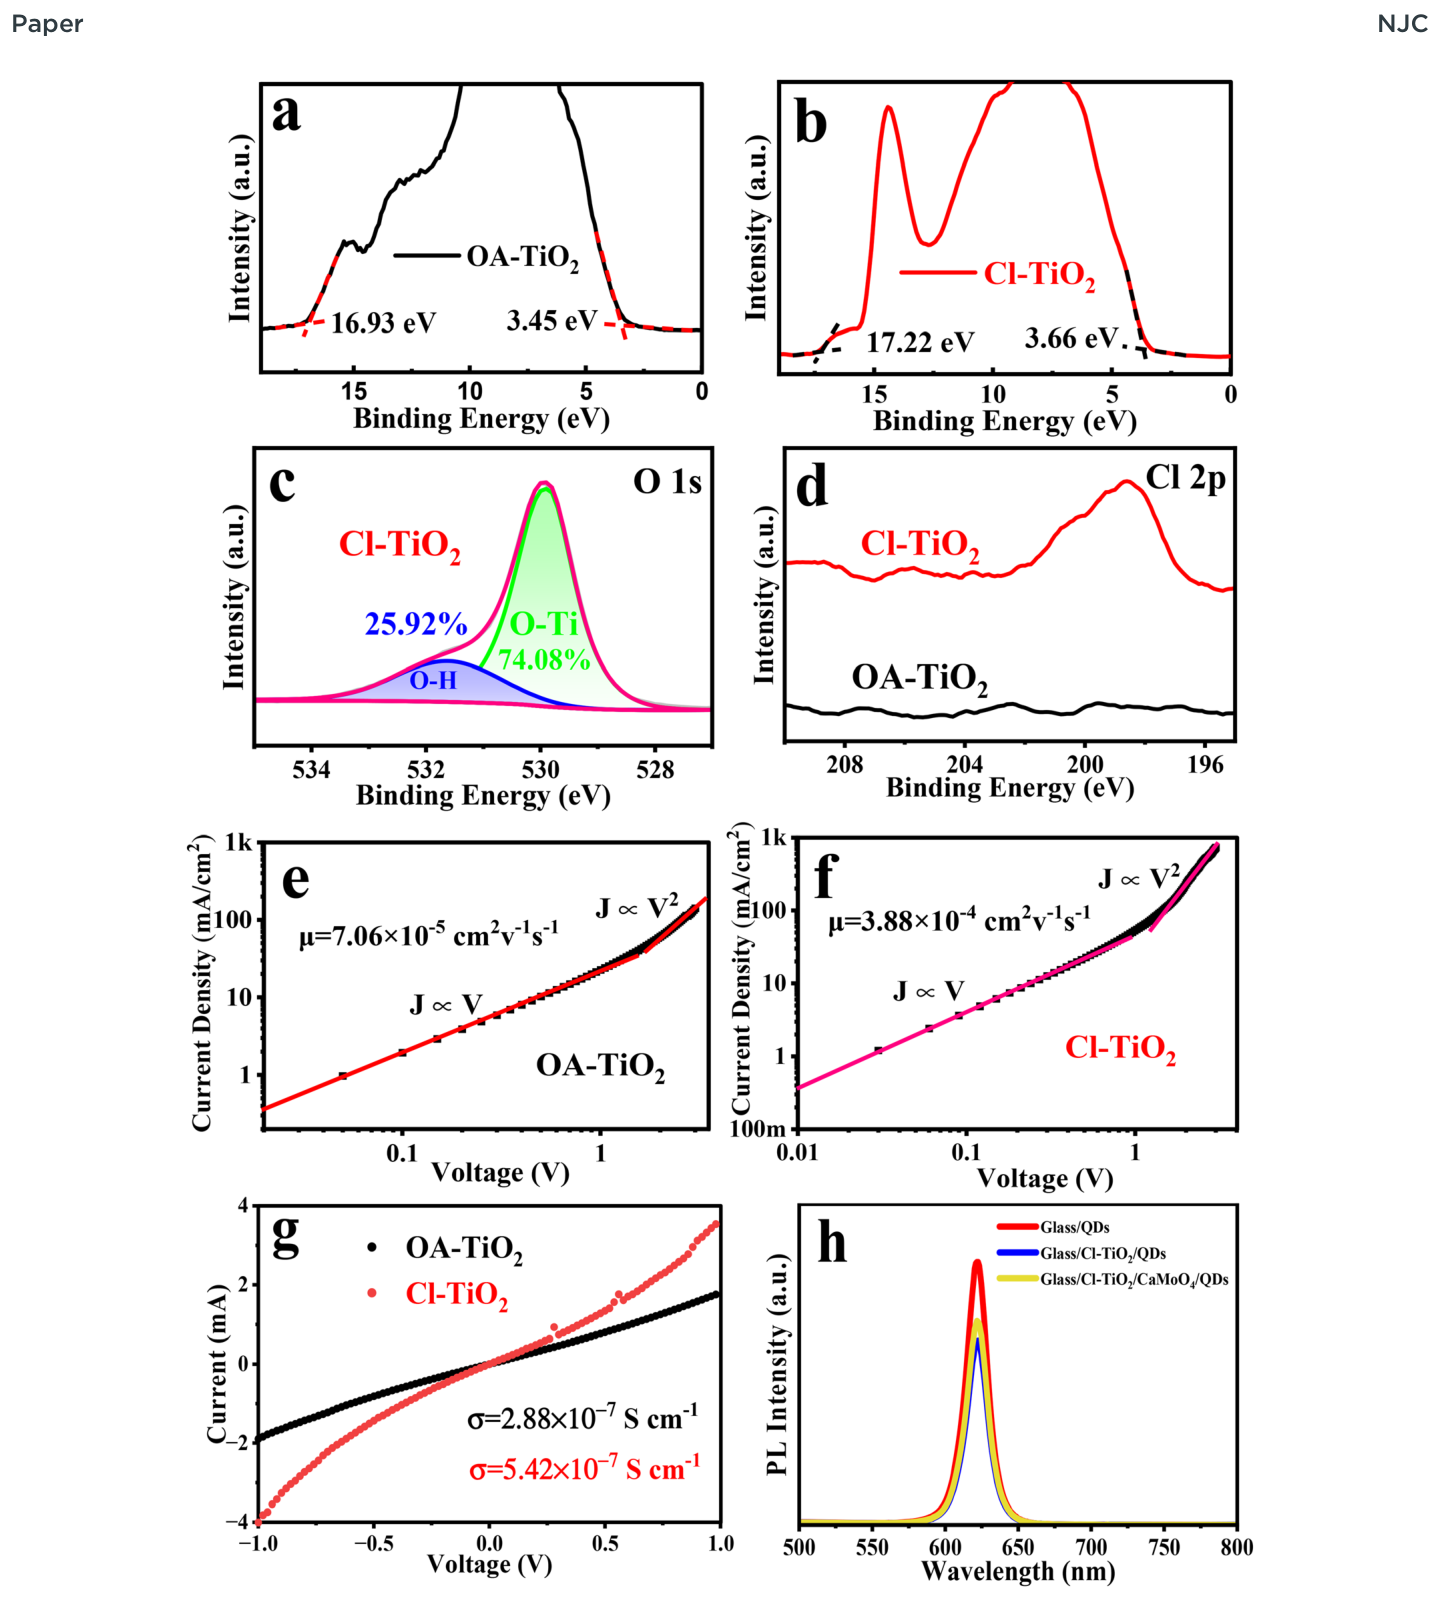 Paper
NJC
a
Intensity (a.u.)
OA-TiO₂
16.93 eV
3.45 eV
15 10 5 0
Binding Energy (eV)
b
Intensity (a.u.)
Cl-TiO₂
17.22 eV
3.66 eV
15 10 5 0
Binding Energy (eV)
c
O 1s
Intensity (a.u.)
Cl-TiO₂
25.92%
O-Ti
74.08%
O-H
534 532 530 528
Binding Energy (eV)
d
Cl 2p
Intensity (a.u.)
Cl-TiO₂
OA-TiO₂
208 204 200 196
Binding Energy (eV)
e
Current Density (mA/cm²)
1k
100
10
1
J ∝ V²
μ=7.06×10⁻⁵ cm²v⁻¹s⁻¹
J ∝ V
OA-TiO₂
0.1 1
Voltage (V)
f
Current Density (mA/cm²)
1k
100
10
1
100m
J ∝ V²
μ=3.88×10⁻⁴ cm²v⁻¹s⁻¹
J ∝ V
Cl-TiO₂
0.01 0.1 1
Voltage (V)
g
Current (mA)
4
2
0
−2
−4
OA-TiO₂
Cl-TiO₂
σ=2.88×10⁻⁷ S cm⁻¹
σ=5.42×10⁻⁷ S cm⁻¹
−1.0 −0.5 0.0 0.5 1.0
Voltage (V)
h
PL Intensity (a.u.)
Glass/QDs
Glass/Cl-TiO₂/QDs
Glass/Cl-TiO₂/CaMoO₄/QDs
500 550 600 650 700 750 800
Wavelength (nm)